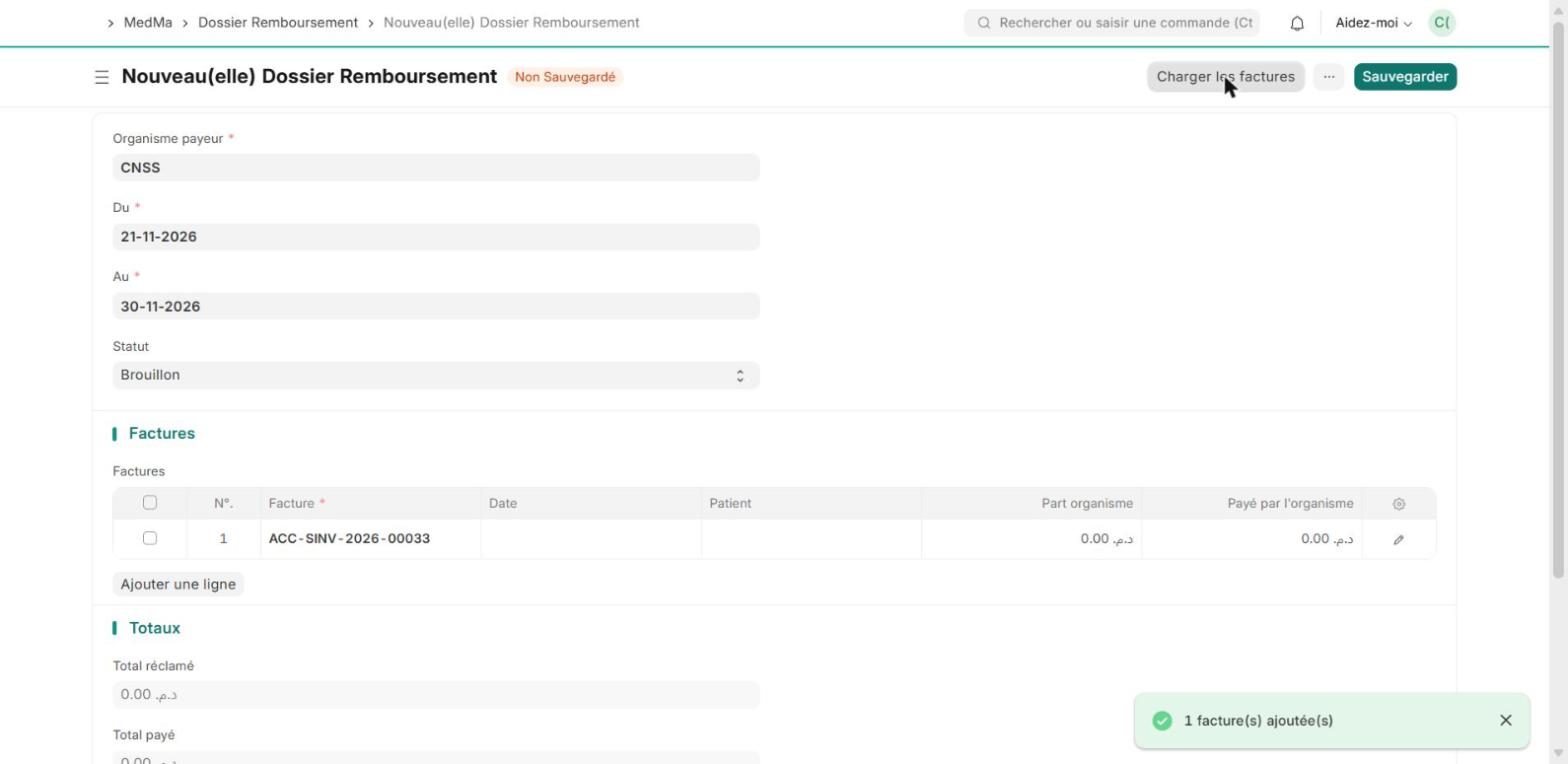 MedMa > Dossier Remboursement > Nouveau(elle) Dossier Remboursement
Rechercher ou saisir une commande (Ct
Aidez-moi
C(
Nouveau(elle) Dossier Remboursement
Non Sauvegardé
Charger les factures
...
Sauvegarder
Organisme payeur *
CNSS
Du *
21-11-2026
Au *
30-11-2026
Statut
Brouillon
Factures
Factures
N°. Facture * Date Patient Part organisme Payé par l'organisme
1 ACC-SINV-2026-00033 0.00 د.م. 0.00 د.م.
Ajouter une ligne
Totaux
Total réclamé
0.00 د.م.
Total payé
0.00 د.م.
1 facture(s) ajoutée(s)